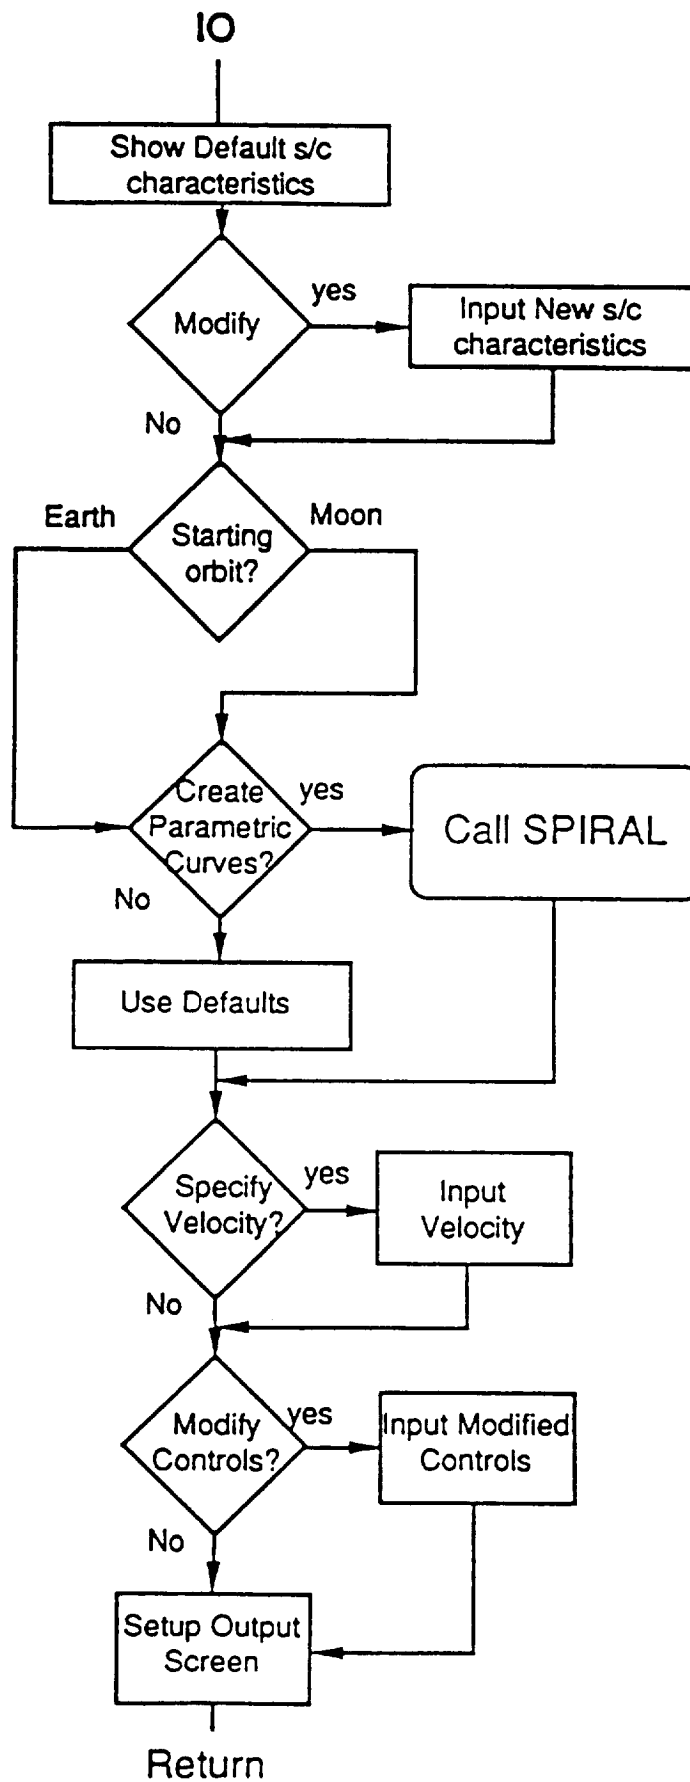 IO
Show Default s/c
characteristics
yes
Modify
Input New s/c
characteristics
No
Earth
Moon
Starting
orbit?
Create
Parametric
Curves?
yes
Call SPIRAL
No
Use Defaults
Specify
Velocity?
yes
Input
Velocity
No
Modify
Controls?
yes
Input Modified
Controls
No
Setup Output
Screen
Return